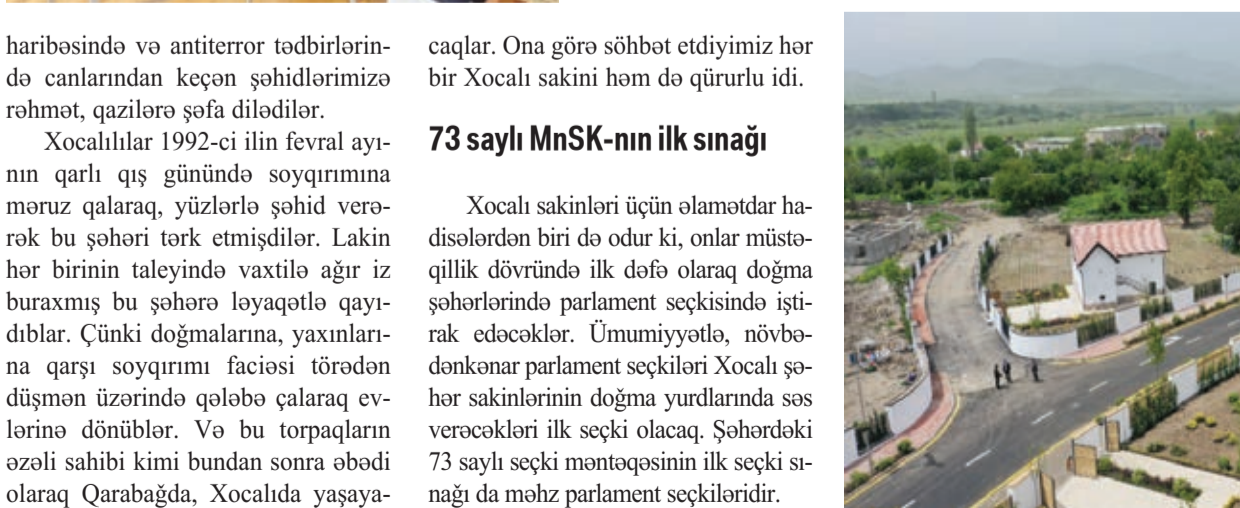 haribəsində və antiterror tədbirlərin-
də canlarından keçən şəhidlərimizə
rəhmət, qazilərə şəfa dilədilər.
Xocalılılar 1992-ci ilin fevral ayı-
nın qarlı qış günündə soyqırımına
məruz qalaraq, yüzlərlə şəhid verə-
rək bu şəhəri tərk etmişdilər. Lakin
hər birinin taleyində vaxtilə ağır iz
buraxmış bu şəhərə ləyaqətlə qayı-
dıblar. Çünki doğmalarına, yaxınları-
na qarşı soyqırımı faciəsi törədən
düşmən üzərində qələbə çalaraq ev-
lərinə dönüblər. Və bu torpaqların
əzəli sahibi kimi bundan sonra əbədi
olaraq Qarabağda, Xocalıda yaşaya-
caqlar. Ona görə söhbət etdiyimiz hər
bir Xocalı sakini həm də qürurlu idi.
73 saylı MnSK-nın ilk sınağı
Xocalı sakinləri üçün əlamətdar ha-
disələrdən biri də odur ki, onlar müstə-
qillik dövründə ilk dəfə olaraq doğma
şəhərlərində parlament seçkisində işti-
rak edəcəklər. Ümumiyyətlə, növbə-
dənkənar parlament seçkiləri Xocalı şə-
hər sakinlərinin doğma yurdlarında səs
verəcəkləri ilk seçki olacaq. Şəhərdəki
73 saylı seçki məntəqəsinin ilk seçki sı-
nağı da məhz parlament seçkiləridir.